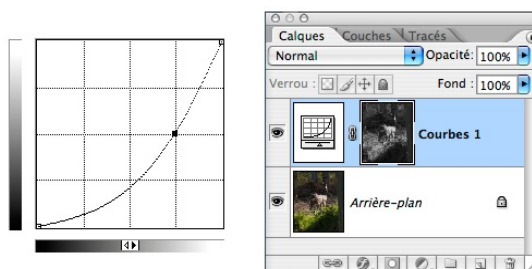 Calques Couches Tracés
Normal Opacité: 100%
Verrou : Fond : 100%
Courbes 1
Arrière-plan